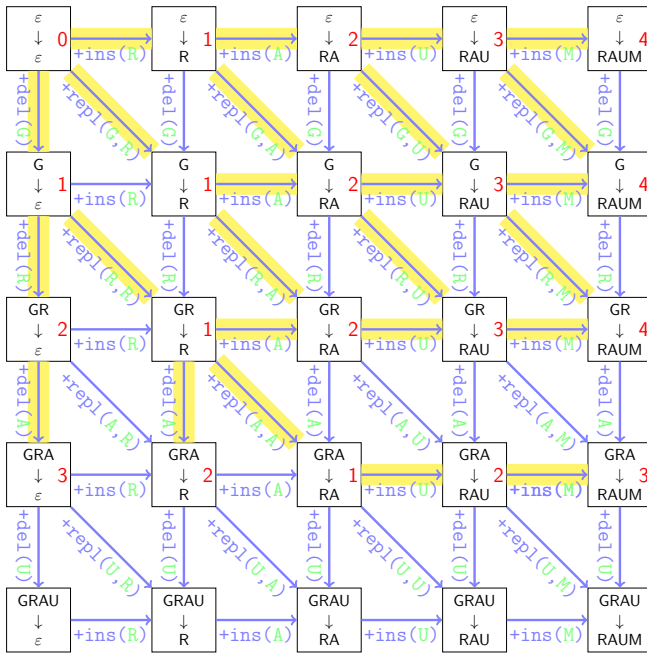 ε ε ε ε ε
↓ 0 ↓ 1 ↓ 2 ↓ 3 ↓ 4
ε +ins(R) R +ins(A) RA +ins(U) RAU +ins(M) RAUM
+del(G) +repl(G,R) +del(G) +repl(G,A) +del(G) +repl(G,U) +del(G) +repl(G,M) +del(G)
G G G G G
↓ 1 ↓ 1 ↓ 2 ↓ 3 ↓ 4
ε +ins(R) R +ins(A) RA +ins(U) RAU +ins(M) RAUM
+del(R) +repl(R,R) +del(R) +repl(R,A) +del(R) +repl(R,U) +del(R) +repl(R,M) +del(R)
GR GR GR GR GR
↓ 2 ↓ 1 ↓ 2 ↓ 3 ↓ 4
ε +ins(R) R +ins(A) RA +ins(U) RAU +ins(M) RAUM
+del(A) +repl(A,R) +del(A) +repl(A,A) +del(A) +repl(A,U) +del(A) +repl(A,M) +del(A)
GRA GRA GRA GRA GRA
↓ 3 ↓ 2 ↓ 1 ↓ 2 ↓ 3
ε +ins(R) R +ins(A) RA +ins(U) RAU +ins(M) RAUM
+del(U) +repl(U,R) +del(U) +repl(U,A) +del(U) +repl(U,U) +del(U) +repl(U,M) +del(U)
GRAU GRAU GRAU GRAU GRAU
↓ ↓ ↓ ↓ ↓
ε +ins(R) R +ins(A) RA +ins(U) RAU +ins(M) RAUM